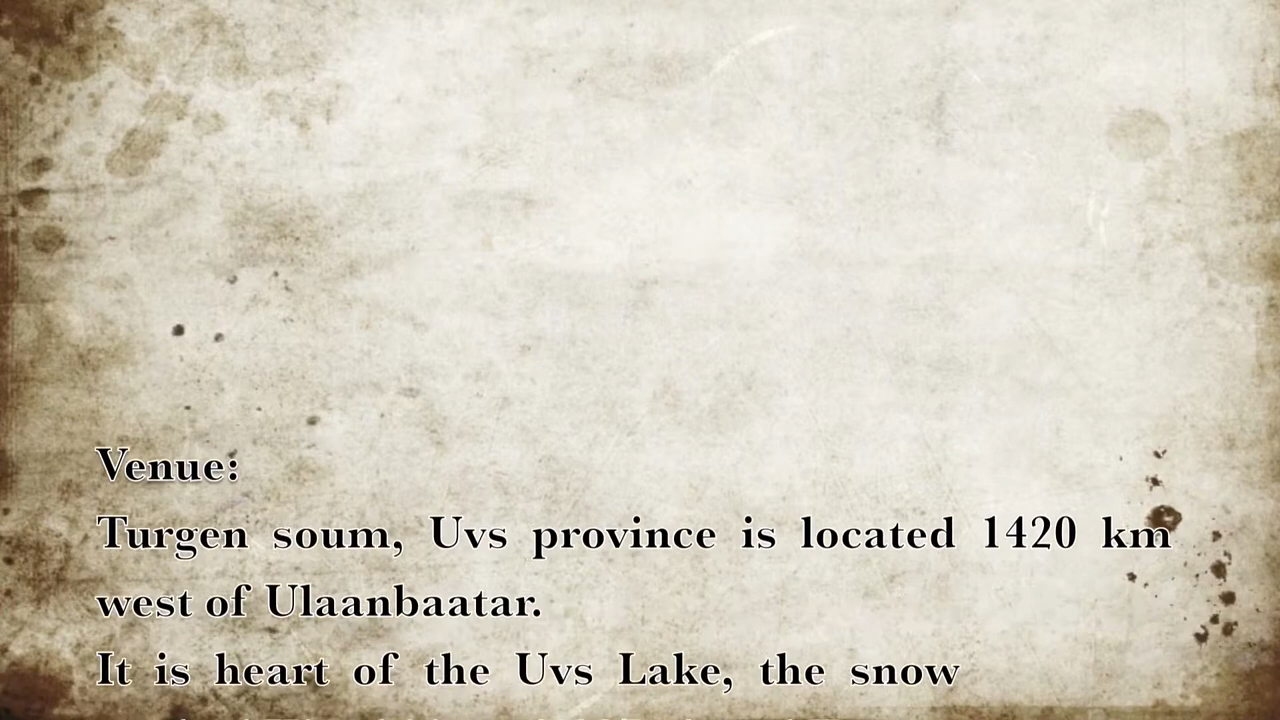 Venue:
Turgen soum, Uvs province is located 1420 km
west of Ulaanbaatar.
It is heart of the Uvs Lake, the snow